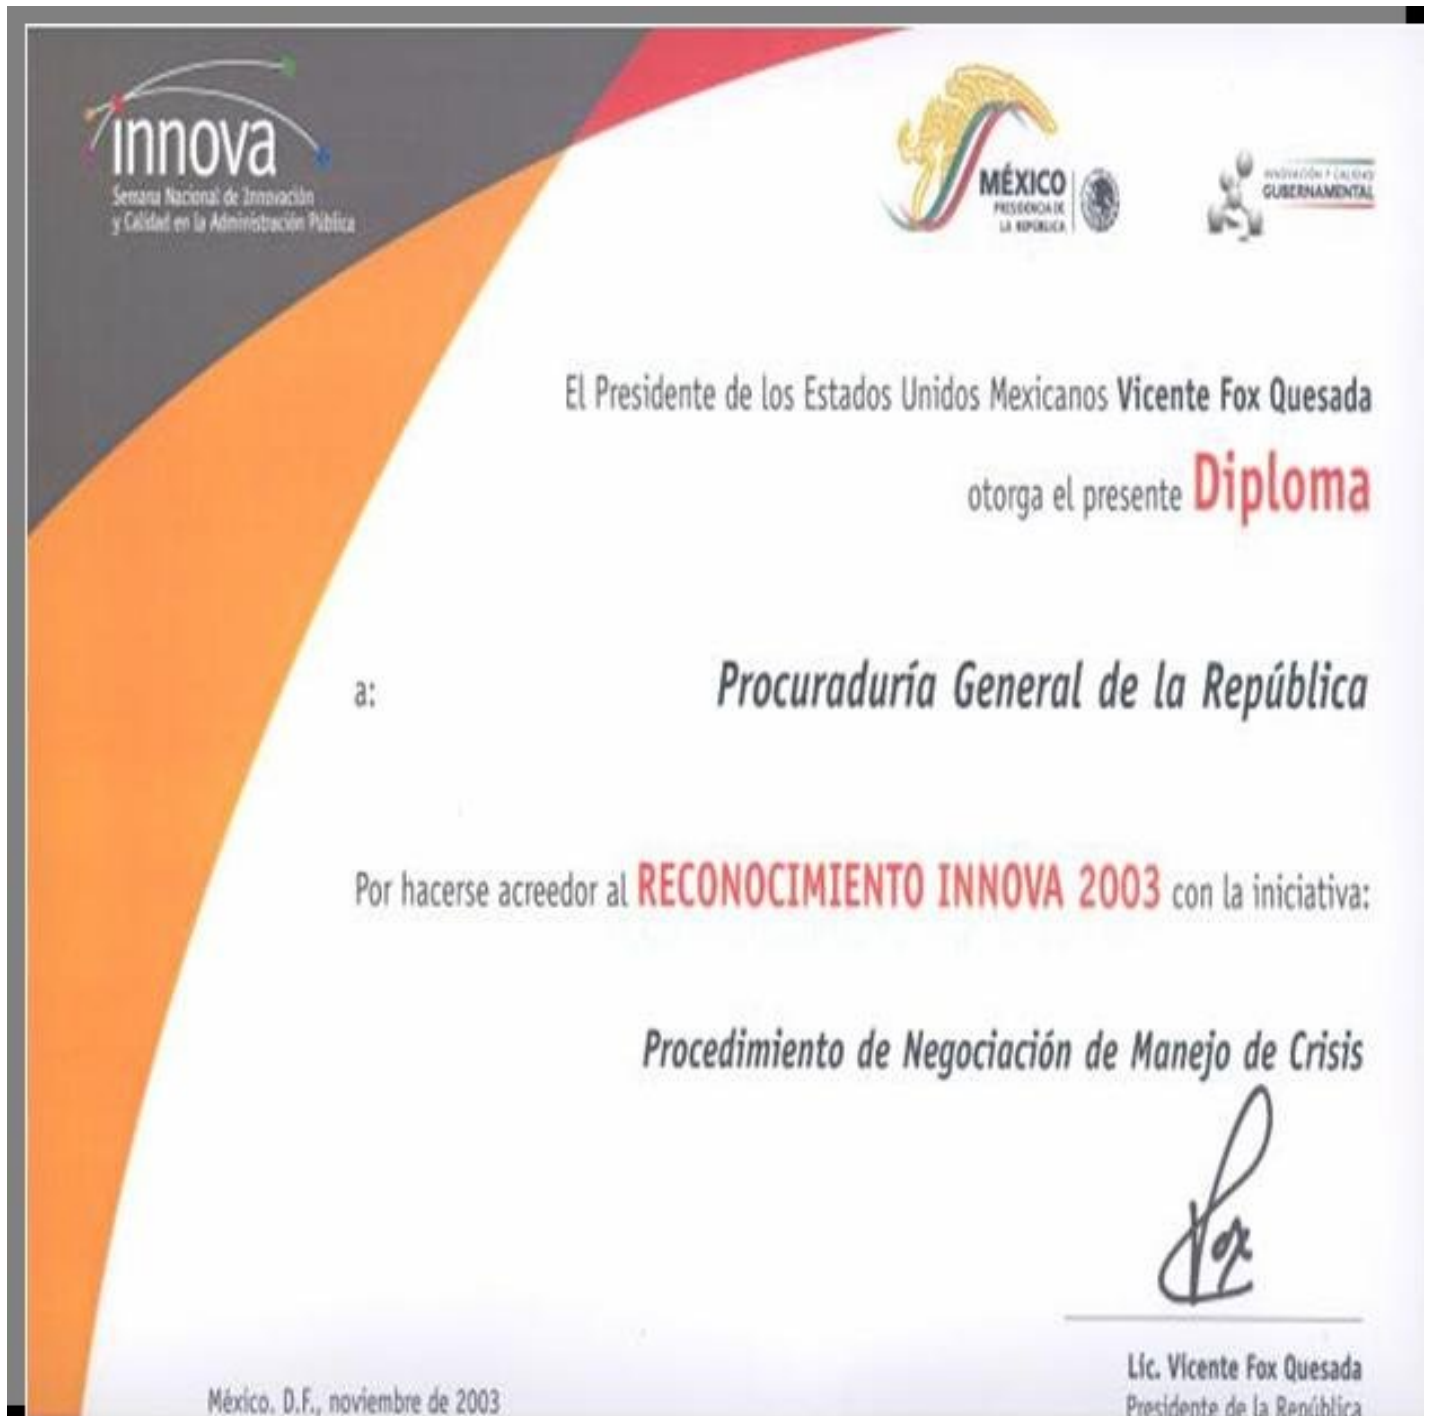 innova
Semana Nacional de Innovación
y Calidad en la Administración Pública
MÉXICO
PRESIDENCIA DE
LA REPÚBLICA
INNOVACIÓN Y CALIDAD
GUBERNAMENTAL
El Presidente de los Estados Unidos Mexicanos Vicente Fox Quesada
otorga el presente Diploma
a: Procuraduría General de la República
Por hacerse acreedor al RECONOCIMIENTO INNOVA 2003 con la iniciativa:
Procedimiento de Negociación de Manejo de Crisis
Fox
Lic. Vicente Fox Quesada
Presidente de la República
México. D.F., noviembre de 2003